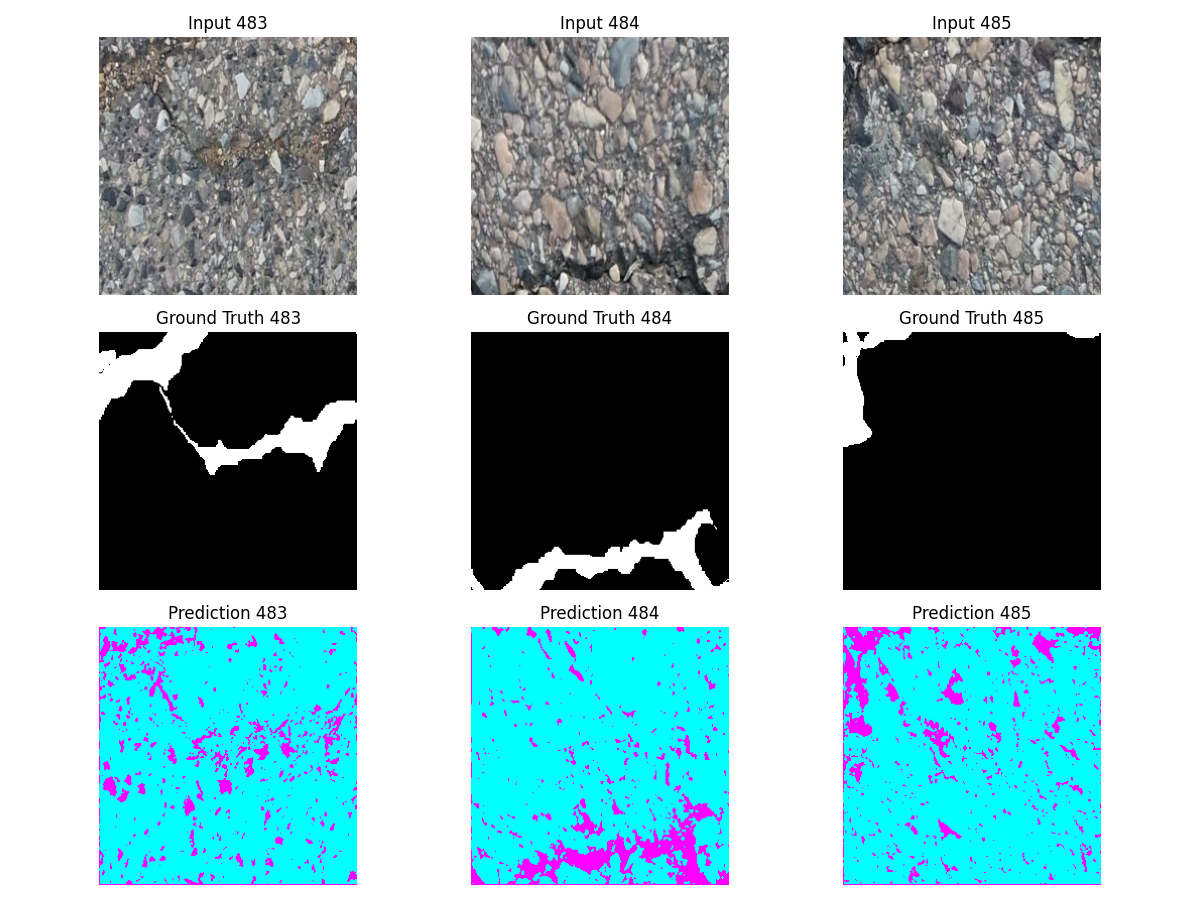 Input 483
Input 484
Input 485
Ground Truth 483
Ground Truth 484
Ground Truth 485
Prediction 483
Prediction 484
Prediction 485